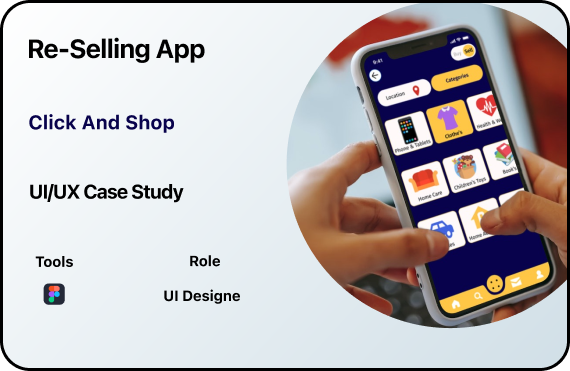 Re-Selling App
Click And Shop
UI/UX Case Study
Tools
Role
UI Designe
9:41
Sell
Location
Categories
Phone & Tablets
Clothe's
Health &
Home Care
Children's Toys
Book's
Home